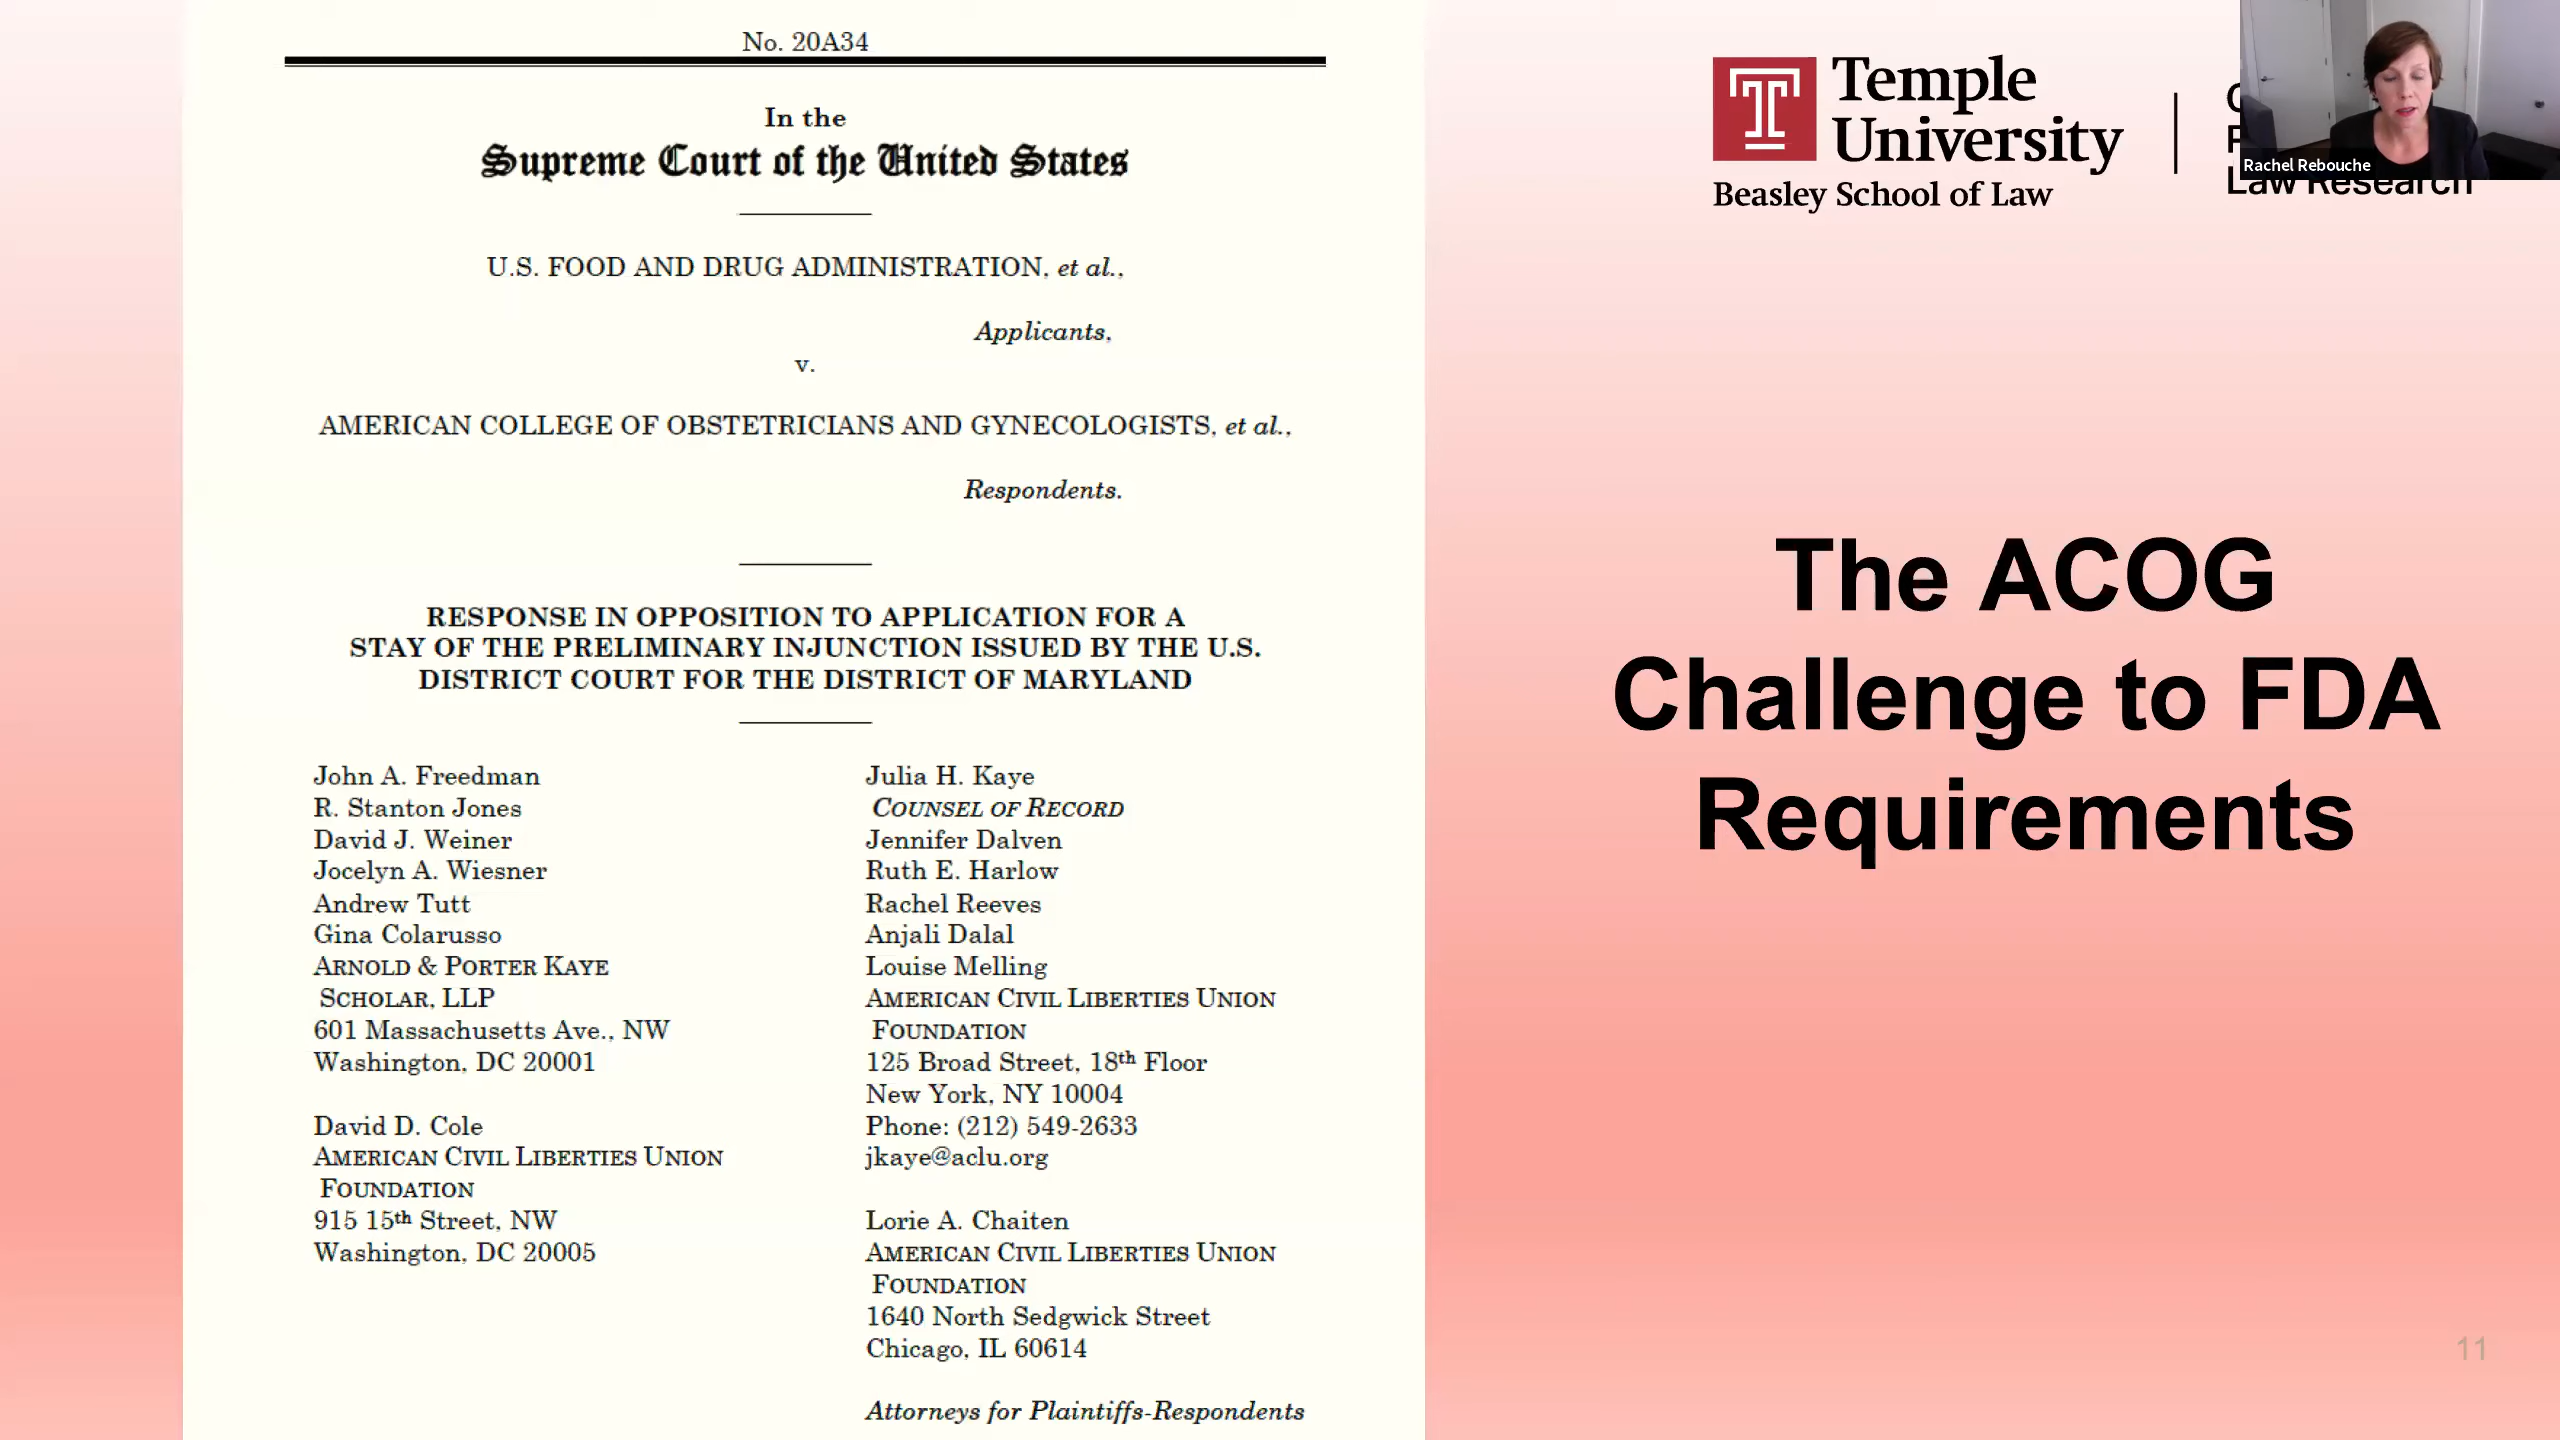 No. 20A34
In the
Supreme Court of the United States
U.S. FOOD AND DRUG ADMINISTRATION, et al.,
Applicants,
v.
AMERICAN COLLEGE OF OBSTETRICIANS AND GYNECOLOGISTS, et al.,
Respondents.
RESPONSE IN OPPOSITION TO APPLICATION FOR A
STAY OF THE PRELIMINARY INJUNCTION ISSUED BY THE U.S.
DISTRICT COURT FOR THE DISTRICT OF MARYLAND
John A. Freedman
R. Stanton Jones
David J. Weiner
Jocelyn A. Wiesner
Andrew Tutt
Gina Colarusso
ARNOLD & PORTER KAYE
SCHOLAR, LLP
601 Massachusetts Ave., NW
Washington, DC 20001
David D. Cole
AMERICAN CIVIL LIBERTIES UNION
FOUNDATION
915 15th Street, NW
Washington, DC 20005
Julia H. Kaye
COUNSEL OF RECORD
Jennifer Dalven
Ruth E. Harlow
Rachel Reeves
Anjali Dalal
Louise Melling
AMERICAN CIVIL LIBERTIES UNION
FOUNDATION
125 Broad Street, 18th Floor
New York, NY 10004
Phone: (212) 549-2633
jkaye@aclu.org
Lorie A. Chaiten
AMERICAN CIVIL LIBERTIES UNION
FOUNDATION
1640 North Sedgwick Street
Chicago, IL 60614
Attorneys for Plaintiffs-Respondents
Temple
University
Beasley School of Law
Law Research
Rachel Rebouche
The ACOG
Challenge to FDA
Requirements
11